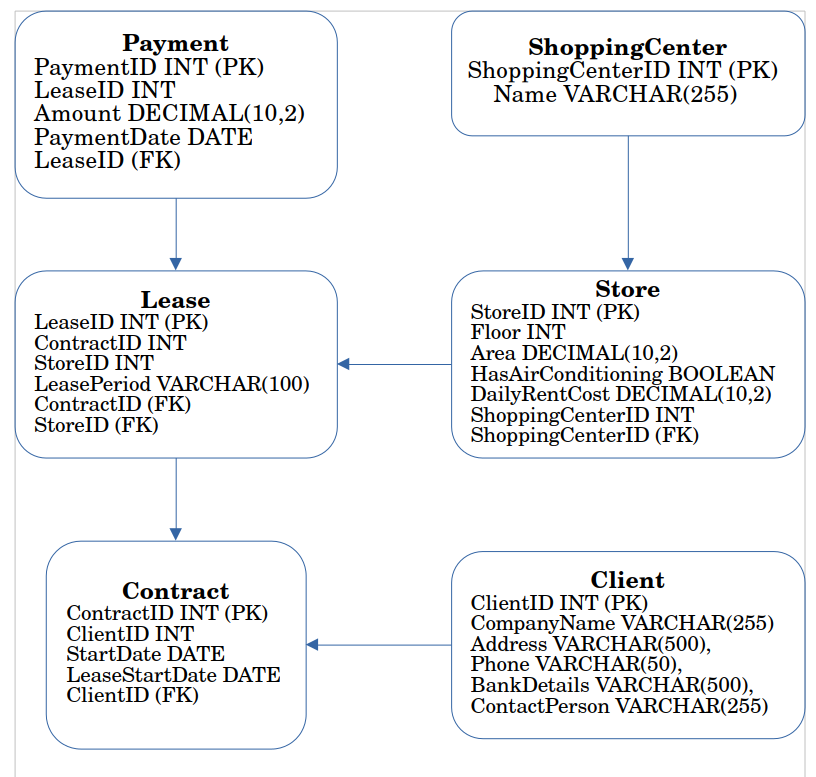 Payment
PaymentID INT (PK)
LeaseID INT
Amount DECIMAL(10,2)
PaymentDate DATE
LeaseID (FK)
ShoppingCenter
ShoppingCenterID INT (PK)
Name VARCHAR(255)
Lease
LeaseID INT (PK)
ContractID INT
StoreID INT
LeasePeriod VARCHAR(100)
ContractID (FK)
StoreID (FK)
Store
StoreID INT (PK)
Floor INT
Area DECIMAL(10,2)
HasAirConditioning BOOLEAN
DailyRentCost DECIMAL(10,2)
ShoppingCenterID INT
ShoppingCenterID (FK)
Contract
ContractID INT (PK)
ClientID INT
StartDate DATE
LeaseStartDate DATE
ClientID (FK)
Client
ClientID INT (PK)
CompanyName VARCHAR(255)
Address VARCHAR(500),
Phone VARCHAR(50),
BankDetails VARCHAR(500),
ContactPerson VARCHAR(255)